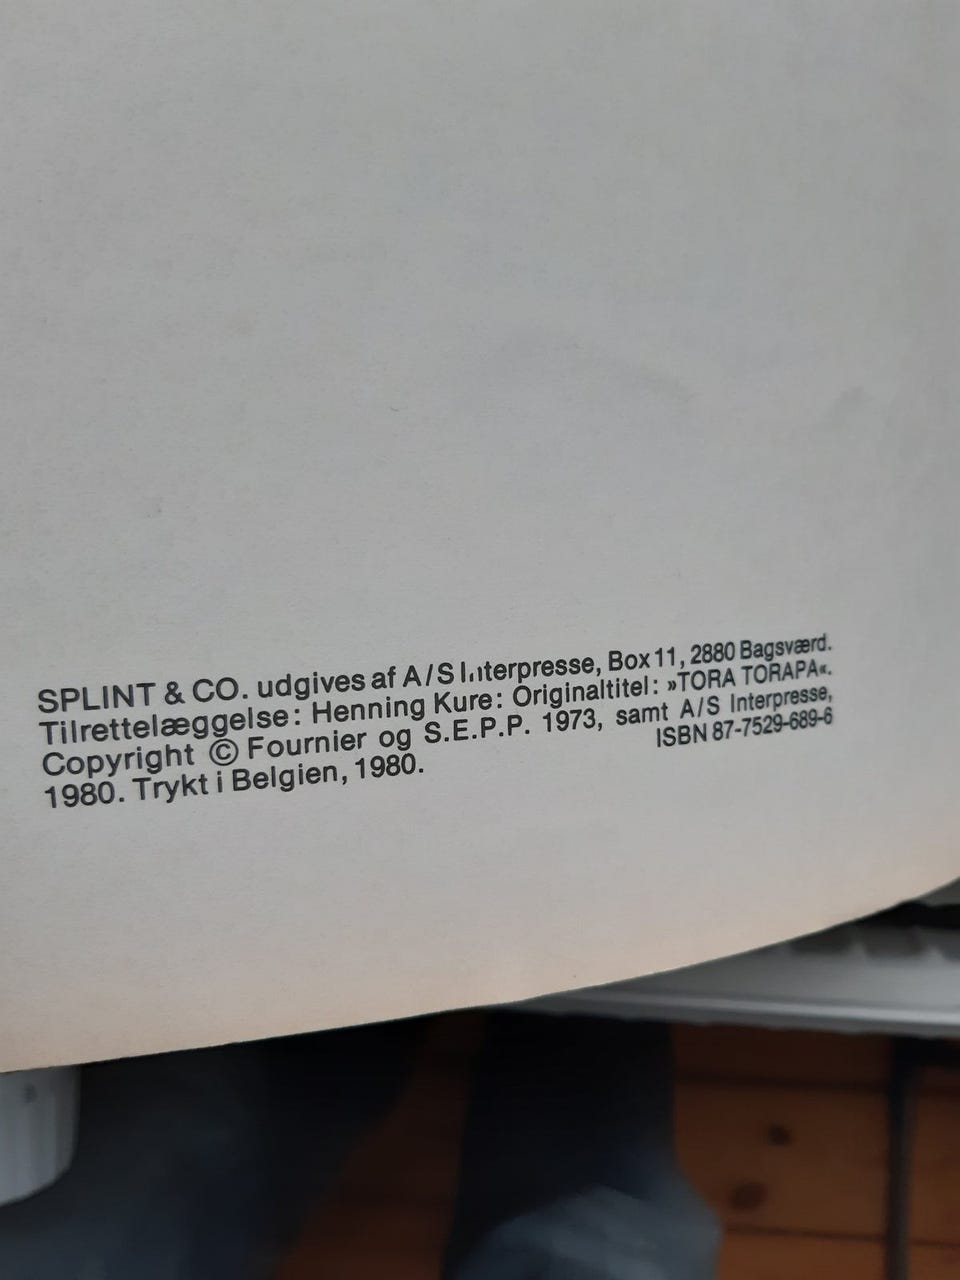 SPLINT & CO. udgives af A/S Interpresse, Box 11, 2880 Bagsværd.
Tilrettelæggelse: Henning Kure: Originaltitel: »TORA TORAPA«.
Copyright © Fournier og S.E.P.P. 1973, samt A/S Interpresse,
1980. Trykt i Belgien, 1980. ISBN 87-7529-689-6